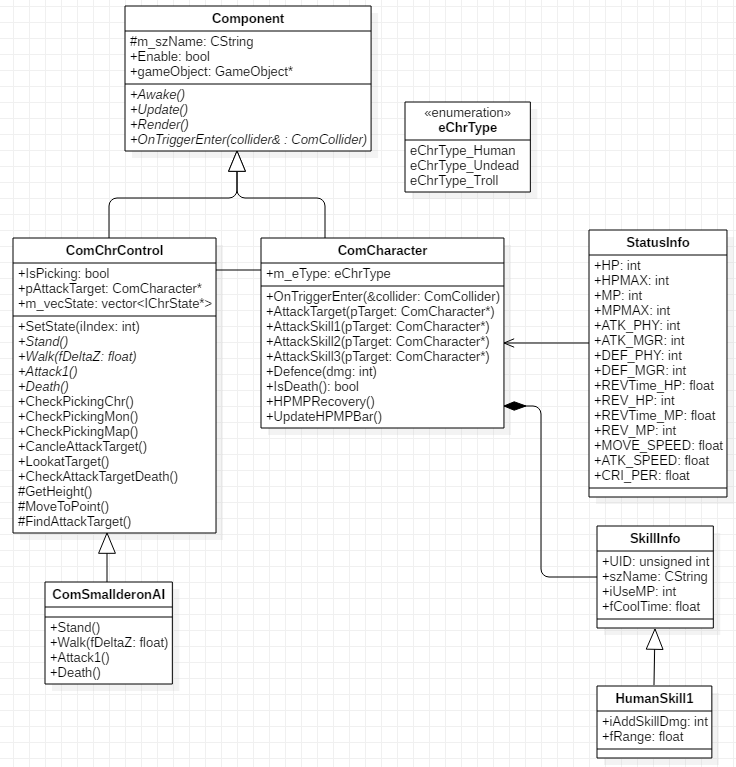 Component
#m_szName: CString
+Enable: bool
+gameObject: GameObject*
+Awake()
+Update()
+Render()
+OnTriggerEnter(collider& : ComCollider)
«enumeration»
eChrType
eChrType_Human
eChrType_Undead
eChrType_Troll
ComChrControl
+IsPicking: bool
+pAttackTarget: ComCharacter*
+m_vecState: vector<IChrState*>
+SetState(iIndex: int)
+Stand()
+Walk(fDeltaZ: float)
+Attack1()
+Death()
+CheckPickingChr()
+CheckPickingMon()
+CheckPickingMap()
+CancleAttackTarget()
+LookatTarget()
+CheckAttackTargetDeath()
#GetHeight()
#MoveToPoint()
#FindAttackTarget()
ComCharacter
+m_eType: eChrType
+OnTriggerEnter(&collider: ComCollider)
+AttackTarget(pTarget: ComCharacter*)
+AttackSkill1(pTarget: ComCharacter*)
+AttackSkill2(pTarget: ComCharacter*)
+AttackSkill3(pTarget: ComCharacter*)
+Defence(dmg: int)
+IsDeath(): bool
+HPMPRecovery()
+UpdateHPMPBar()
StatusInfo
+HP: int
+HPMAX: int
+MP: int
+MPMAX: int
+ATK_PHY: int
+ATK_MGR: int
+DEF_PHY: int
+DEF_MGR: int
+REVTime_HP: float
+REV_HP: int
+REVTime_MP: float
+REV_MP: int
+MOVE_SPEED: float
+ATK_SPEED: float
+CRI_PER: float
SkillInfo
+UID: unsigned int
+szName: CString
+iUseMP: int
+fCoolTime: float
ComSmallderonAI
+Stand()
+Walk(fDeltaZ: float)
+Attack1()
+Death()
HumanSkill1
+iAddSkillDmg: int
+fRange: float